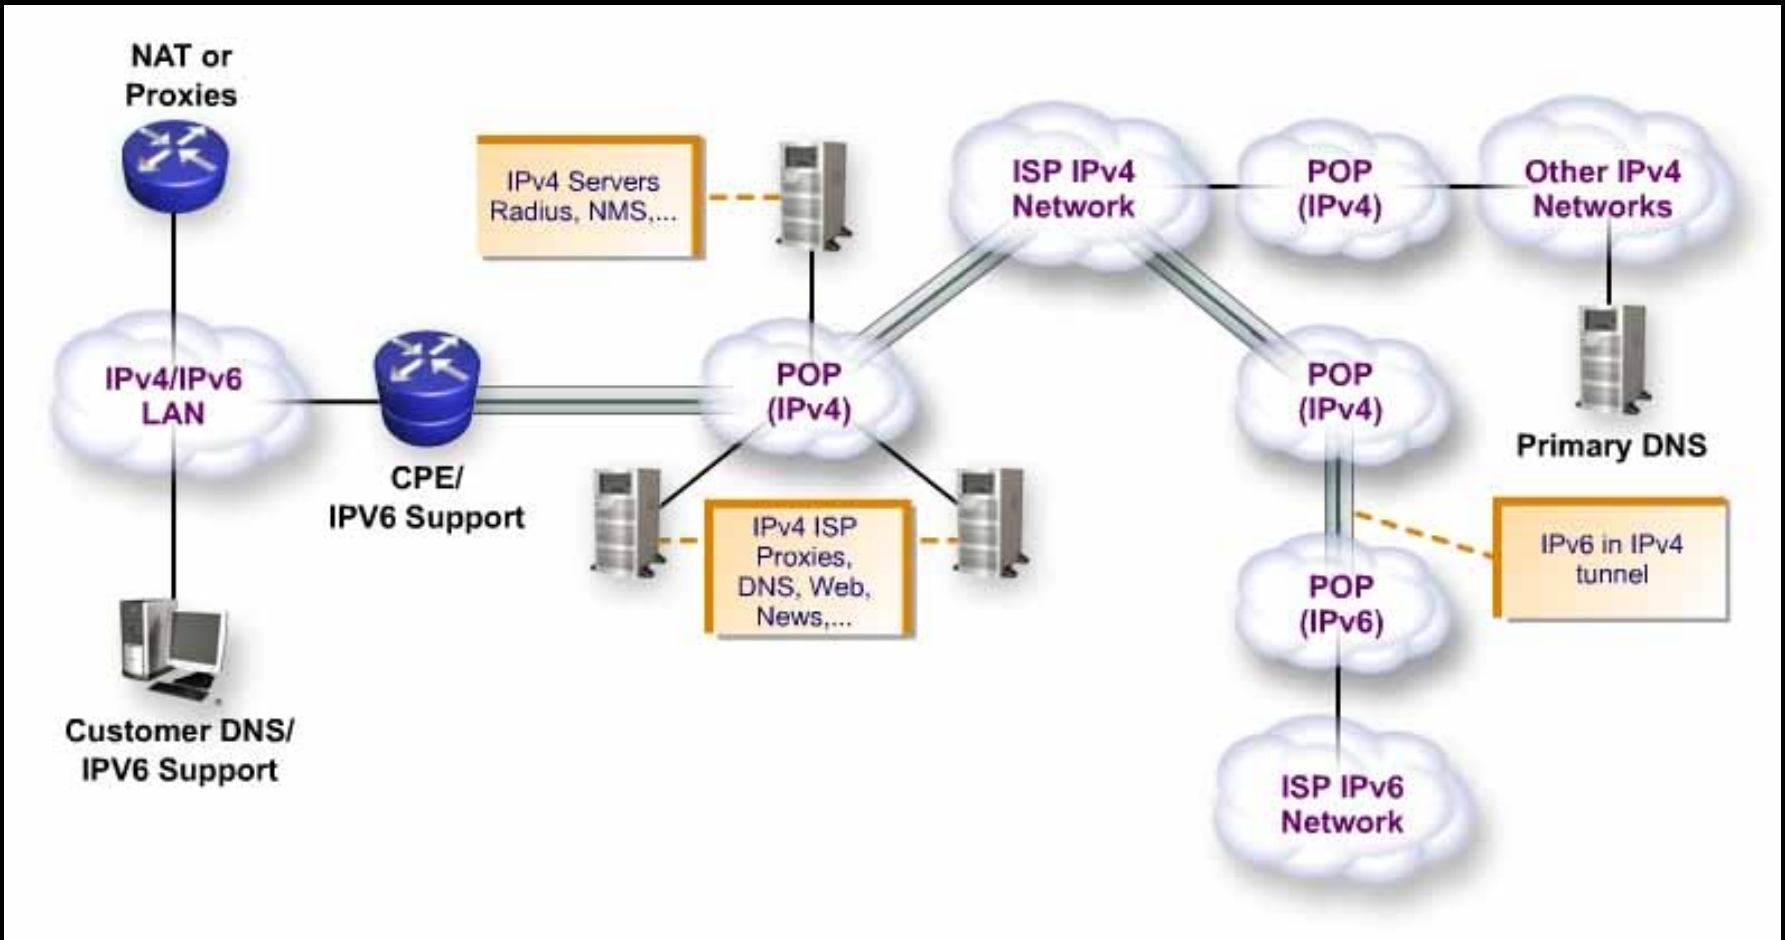 NAT or
Proxies
IPv4 Servers
Radius, NMS,...
ISP IPv4
Network
POP
(IPv4)
Other IPv4
Networks
IPv4/IPv6
LAN
CPE/
IPV6 Support
POP
(IPv4)
POP
(IPv4)
Primary DNS
IPv4 ISP
Proxies,
DNS, Web,
News,...
IPv6 in IPv4
tunnel
POP
(IPv6)
Customer DNS/
IPV6 Support
ISP IPv6
Network